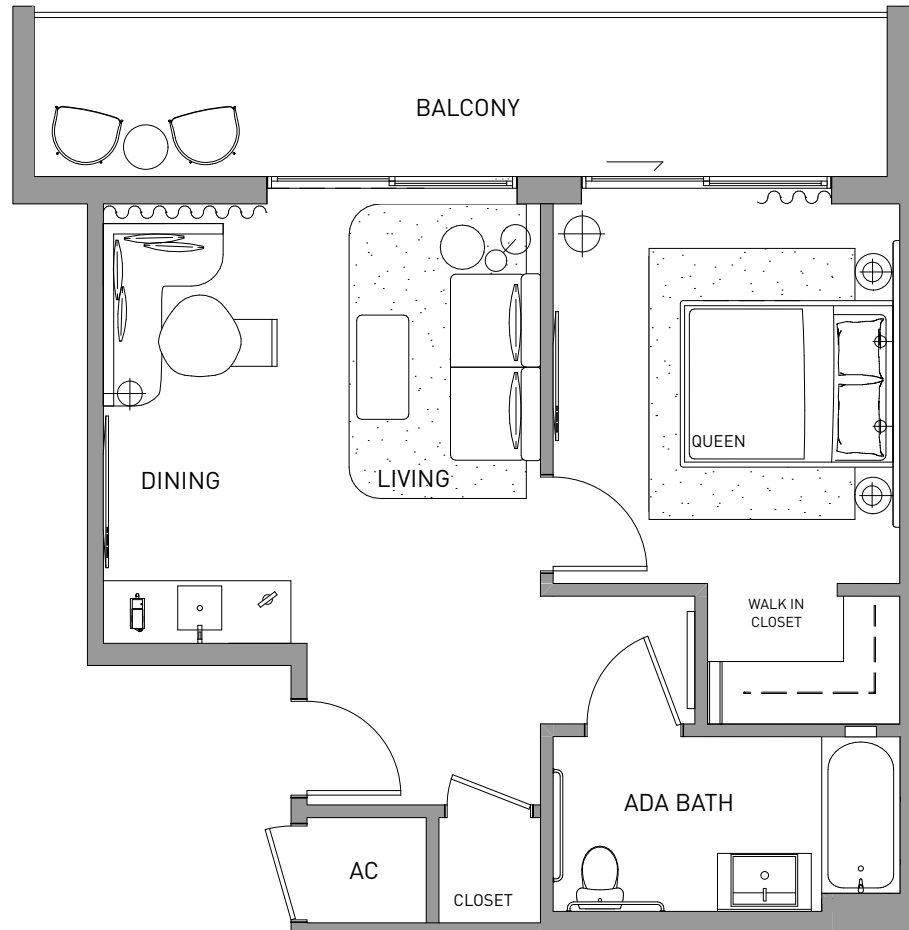 BALCONY
QUEEN
DINING
LIVING
WALK IN
CLOSET
ADA BATH
AC
CLOSET